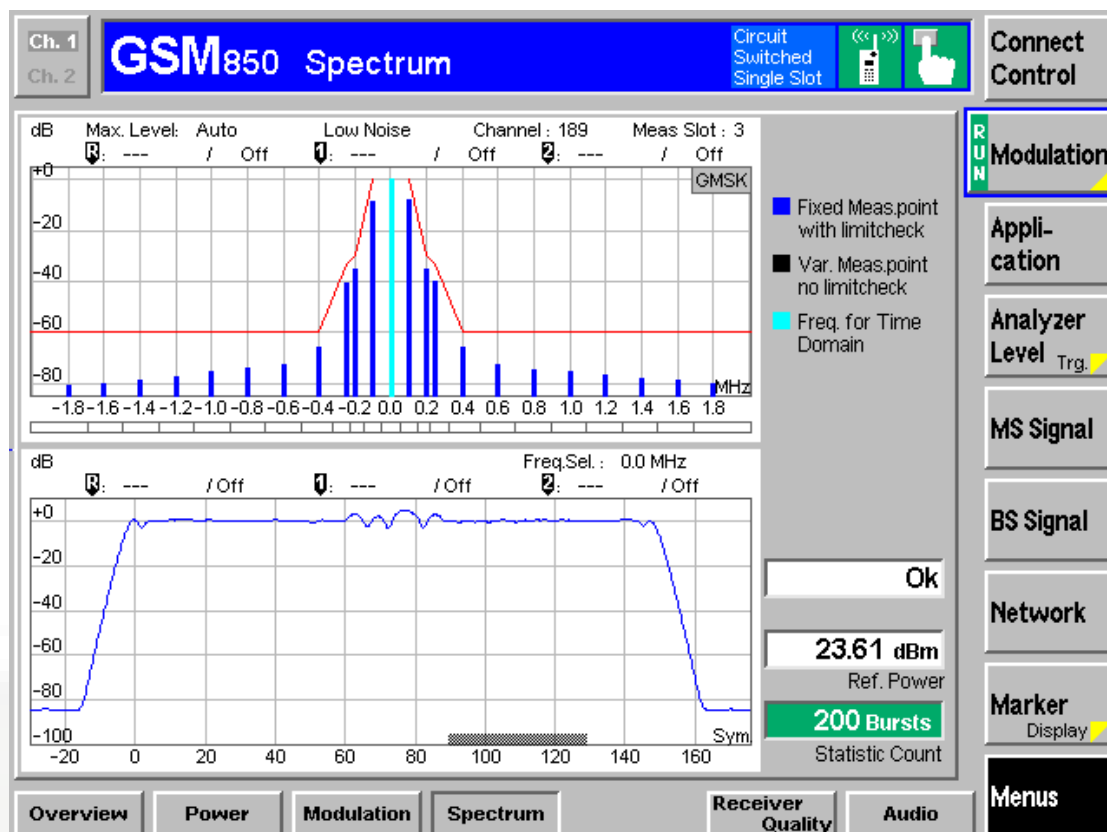 Ch. 1
Ch. 2
GSM850 Spectrum
Circuit
Switched
Single Slot
Connect
Control
dB Max. Level: Auto Low Noise Channel : 189 Meas Slot : 3
R: --- / Off 1: --- / Off 2: --- / Off
+0
GMSK
-20
-40
-60
-80
MHz
-1.8 -1.6 -1.4 -1.2 -1.0 -0.8 -0.6 -0.4 -0.2 0.0 0.2 0.4 0.6 0.8 1.0 1.2 1.4 1.6 1.8
Fixed Meas.point
with limitcheck
Var. Meas.point
no limitcheck
Freq. for Time
Domain
dB Freq.Sel. : 0.0 MHz
R: --- / Off 1: --- / Off 2: --- / Off
+0
-20
-40
-60
-80
-100
Sym
-20 0 20 40 60 80 100 120 140 160
Ok
23.61 dBm
Ref. Power
200 Bursts
Statistic Count
RUN
Modulation
Appli-
cation
Analyzer
Level Trg.
MS Signal
BS Signal
Network
Marker
Display
Menus
Overview Power Modulation Spectrum Receiver Quality Audio